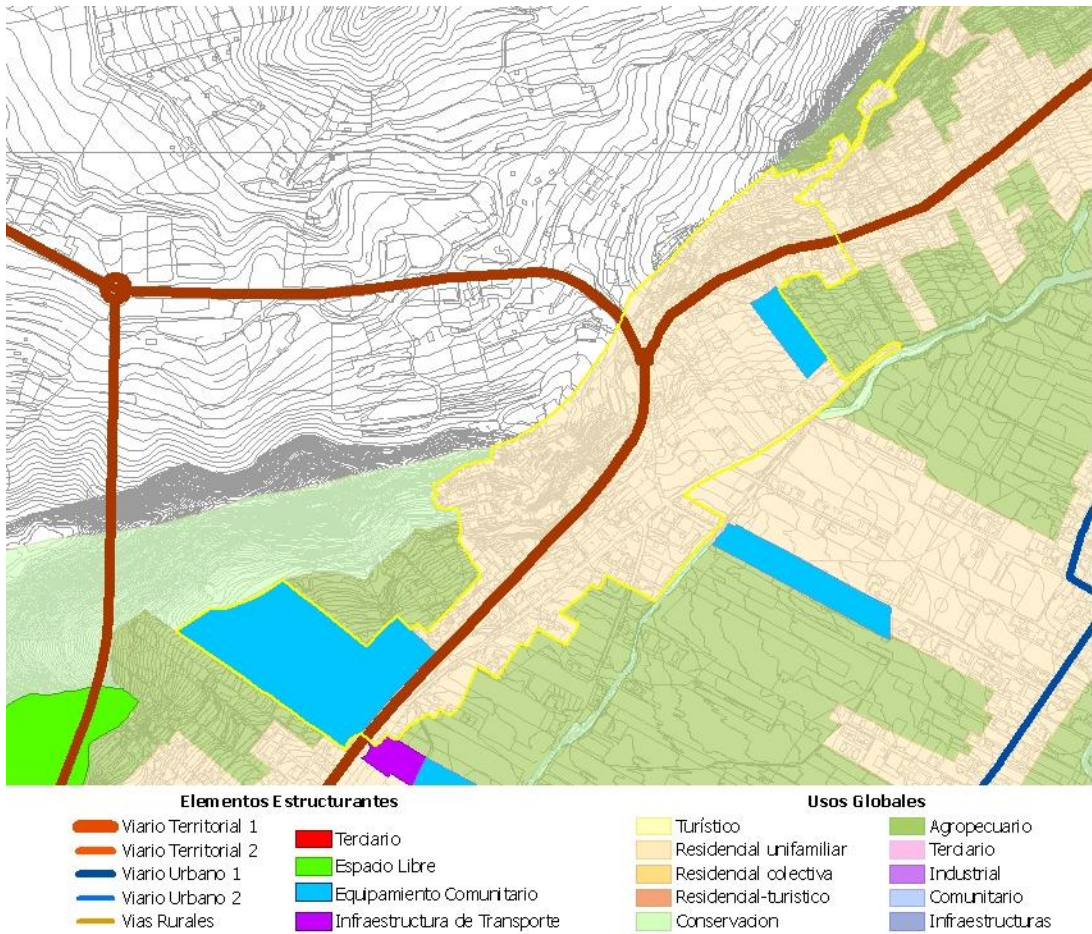 Elementos Estructurantes
Viario Territorial 1
Viario Territorial 2
Viario Urbano 1
Viario Urbano 2
Vias Rurales
Terciario
Espacio Libre
Equipamiento Comunitario
Infraestructura de Transporte
Usos Globales
Turístico
Residencial unifamiliar
Residencial colectiva
Residencial-turistico
Conservacion
Agropecuario
Terciario
Industrial
Comunitario
Infraestructuras